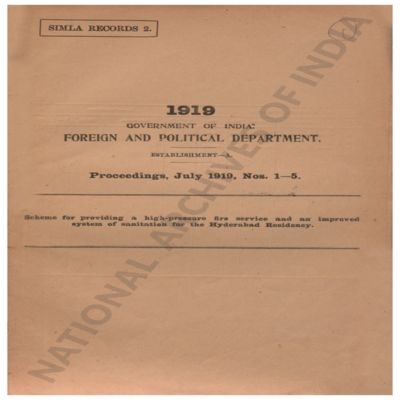 SIMLA RECORDS 2.
1919
GOVERNMENT OF INDIA.
FOREIGN AND POLITICAL DEPARTMENT.
ESTABLISHMENT—A.
Proceedings, July 1919, Nos. 1—5.
Scheme for providing a high-pressure fire service and an improved
system of sanitation for the Hyderabad Residency.
NATIONAL ARCHIVES OF INDIA